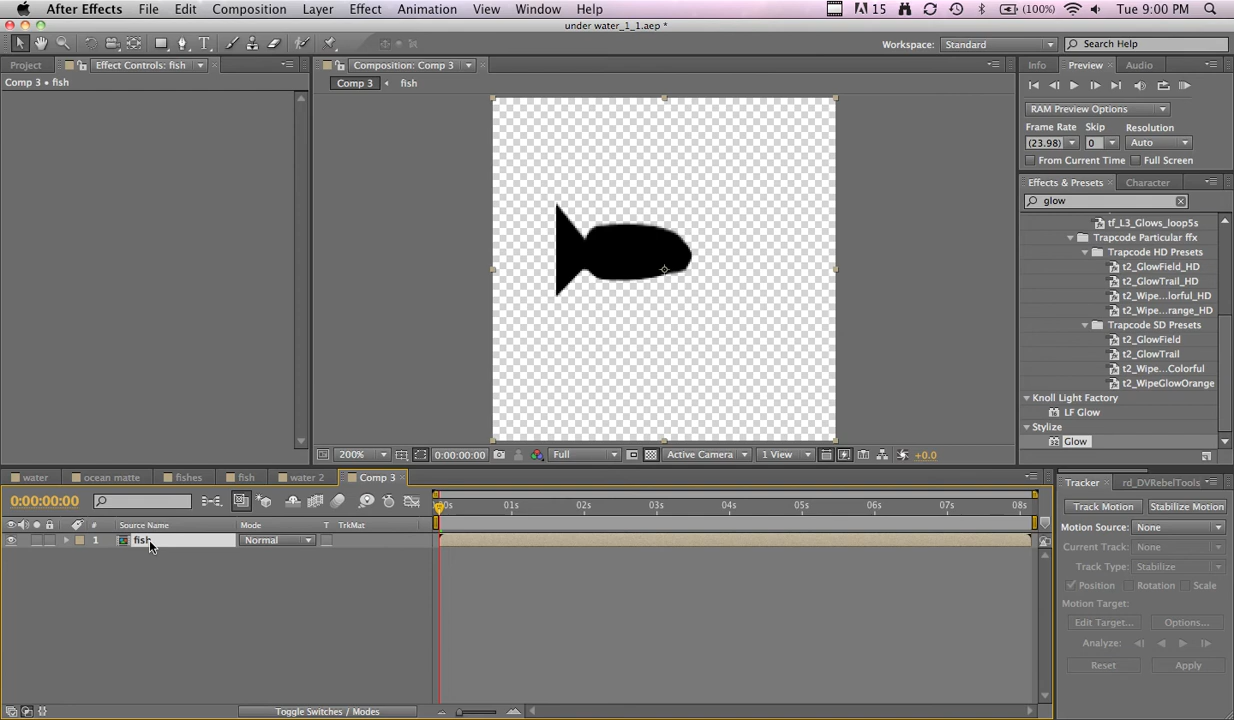 After Effects File Edit Composition Layer Effect Animation View Window Help 15 (100%) Tue 9:00 PM
under water_1_1.aep *
Workspace: Standard Search Help
Project Effect Controls: fish Composition: Comp 3 Info Preview Audio
Comp 3 • fish
Comp 3 fish
RAM Preview Options
Frame Rate Skip Resolution
(23.98) 0 Auto
From Current Time Full Screen
Effects & Presets Character
glow
tf_L3_Glows_loop5s
Trapcode Particular ffx
Trapcode HD Presets
t2_GlowField_HD
t2_GlowTrail_HD
t2_Wipe...lorful_HD
t2_Wipe...range_HD
Trapcode SD Presets
t2_GlowField
t2_GlowTrail
t2_Wipe...Colorful
t2_WipeGlowOrange
Knoll Light Factory
LF Glow
Stylize
Glow
200% 0:00:00:00 Full Active Camera 1 View +0.0
water ocean matte fishes fish water 2 Comp 3
0:00:00:00 00s 01s 02s 03s 04s 05s 06s 07s 08s
# Source Name Mode T TrkMat
1 fish Normal
Toggle Switches / Modes
Tracker rd_DVRebelTools
Track Motion Stabilize Motion
Motion Source: None
Current Track: None
Track Type: Stabilize
Position Rotation Scale
Motion Target:
Edit Target... Options...
Analyze:
Reset Apply